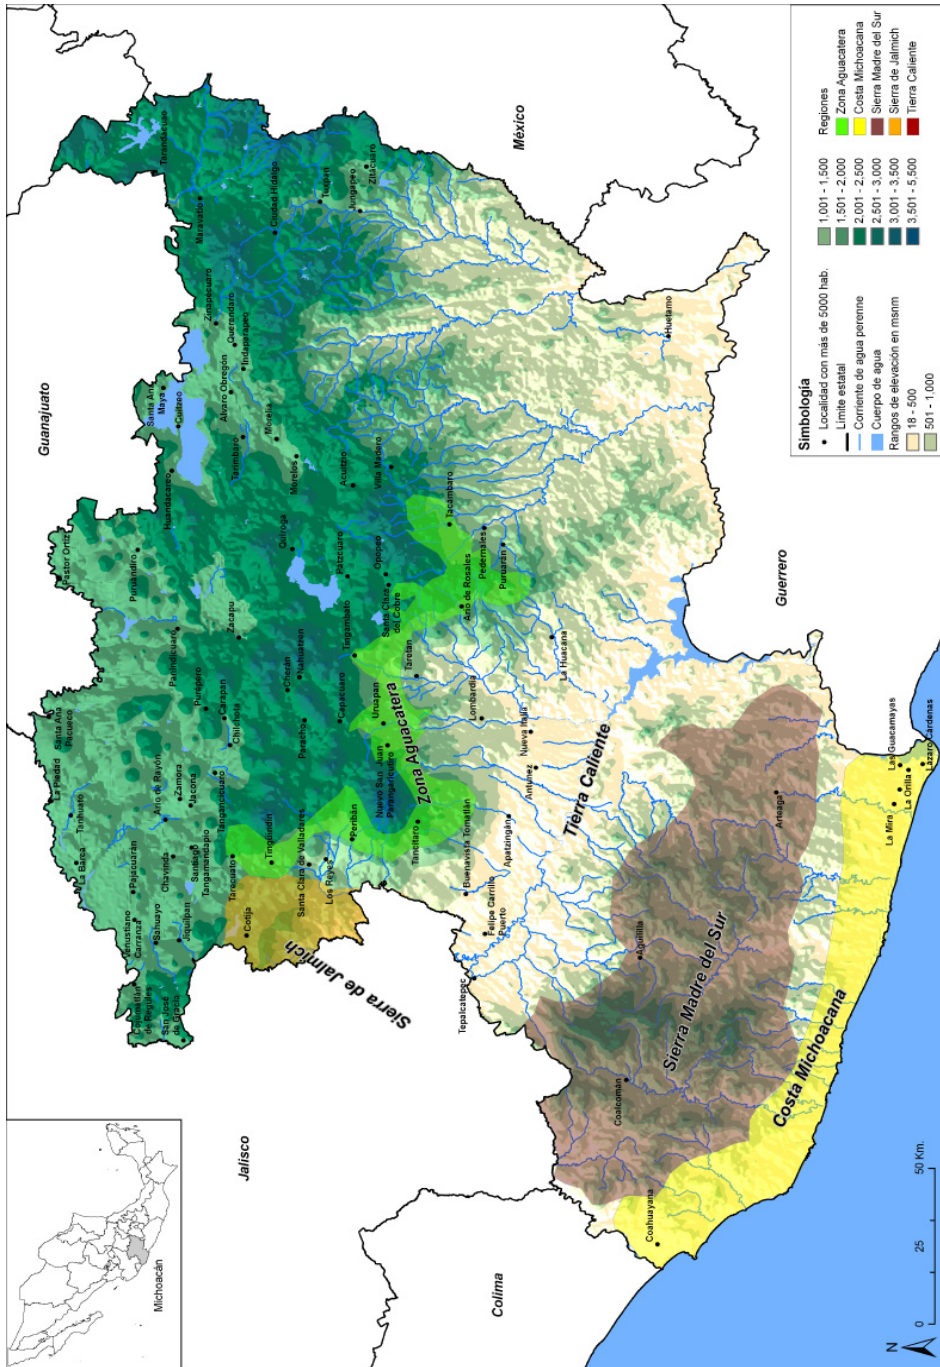 Michoacán
Jalisco
Colima
Guanajuato
México
Guerrero
Cojumatlán
de Regules
San José
de Gracia
Venustiano
Carranza
Sahuayo
Jiquilpan
Pajacuarán
La Barca
Chavinda
Tanhuato
La Piedad
Santa Ana
Pacueco
Ario de Rayón
Zamora
Jacona
Santiago
Tangamandapio
Tangancícuaro
Tarecuato
Tingüindín
Cotija
Santa Clara de Valladares
Los Reyes
Peribán
Sierra de Jalmich
Purépero
Carapan
Chilchota
Panindícuaro
Zacapu
Puruándiro
Pastor Ortiz
Cherán
Nahuatzen
Paracho
Capacuaro
Tingambato
Uruapan
Nuevo San Juan
Parangaricutiro
Tancítaro
Zona Aguacatera
Taretan
Quiroga
Pátzcuaro
Opopeo
Santa Clara
del Cobre
Ario de Rosales
Tacámbaro
Pedernales
Puruarán
Villa Madero
Acuitzio
Morelos
Morelia
Tarímbaro
Huandacareo
Cuitzeo
Santa Ana
Maya
Alvaro Obregón
Indaparapeo
Queréndaro
Zinapécuaro
Maravatío
Tarandacuao
Ciudad Hidalgo
Tuxpan
Jungapeo
Zitácuaro
Huetamo
La Huacana
Lombardía
Nueva Italia
Antúnez
Apatzingán
Buenavista Tomatlán
Felipe Carrillo
Puerto
Tepalcatepec
Tierra Caliente
Aguililla
Coalcomán
Arteaga
Sierra Madre del Sur
Costa Michoacana
Coahuayana
La Mira
Las Guacamayas
La Orilla
Lázaro Cárdenas
Simbología
Localidad con más de 5000 hab.
Limite estatal
Corriente de agua perenne
Cuerpo de agua
Rangos de elevación en msnm
18 - 500
501 - 1,000
1,001 - 1,500
1,501 - 2,000
2,001 - 2,500
2,501 - 3,000
3,001 - 3,500
3,501 - 5,500
Regiones
Zona Aguacatera
Costa Michoacana
Sierra Madre del Sur
Sierra de Jalmich
Tierra Caliente
N
0 25 50 Km.